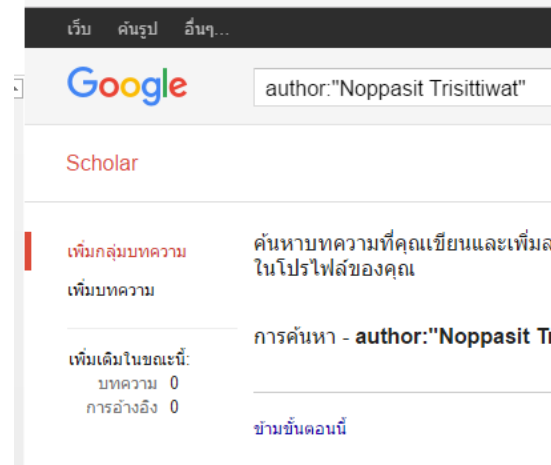 เว็บ ค้นรูป อื่นๆ...
Google
author:"Noppasit Trisittiwat"
Scholar
เพิ่มกลุ่มบทความ
เพิ่มบทความ
เพิ่มเติมในขณะนี้:
บทความ 0
การอ้างอิง 0
ค้นหาบทความที่คุณเขียนและเพิ่มล
ในโปรไฟล์ของคุณ
การค้นหา - author:"Noppasit Tri
ข้ามขั้นตอนนี้